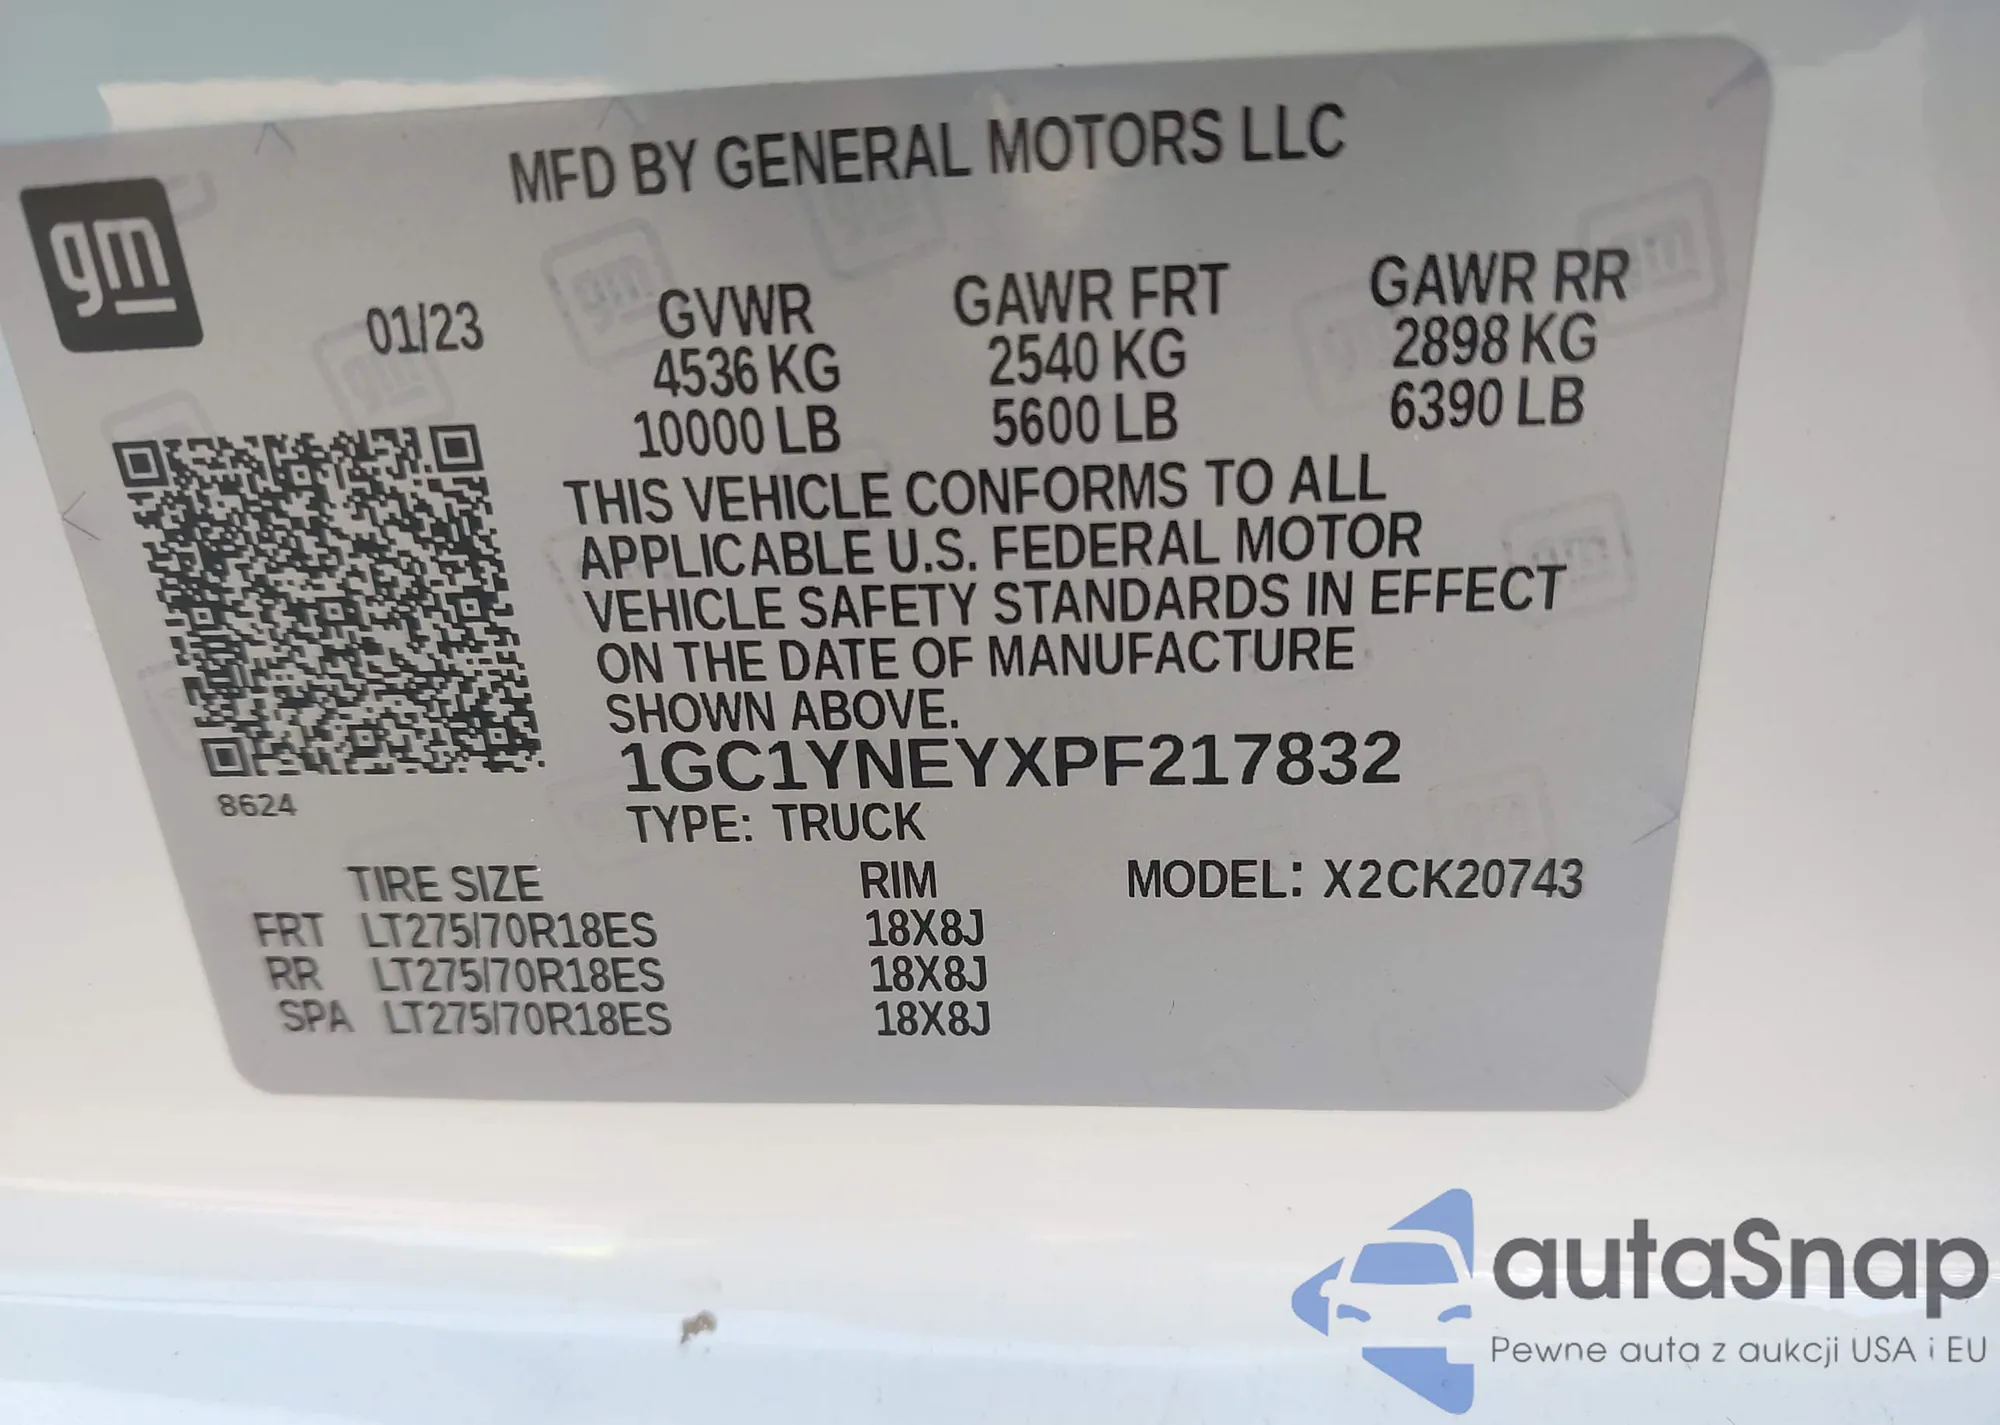 MFD BY GENERAL MOTORS LLC
gm
01/23
GVWR GAWR FRT GAWR RR
4536 KG 2540 KG 2898 KG
10000 LB 5600 LB 6390 LB
THIS VEHICLE CONFORMS TO ALL
APPLICABLE U.S. FEDERAL MOTOR
VEHICLE SAFETY STANDARDS IN EFFECT
ON THE DATE OF MANUFACTURE
SHOWN ABOVE.
1GC1YNEYXPF217832
8624
TYPE: TRUCK
TIRE SIZE RIM MODEL: X2CK20743
FRT LT275/70R18ES 18X8J
RR LT275/70R18ES 18X8J
SPA LT275/70R18ES 18X8J
autaSnap
Pewne auta z aukcji USA i EU